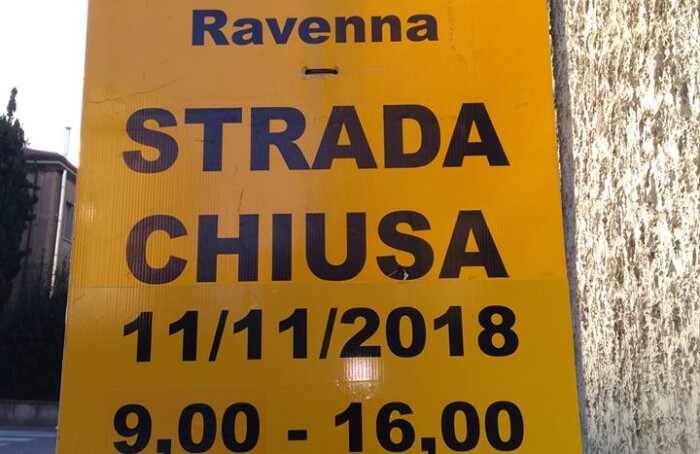 Ravenna
STRADA
CHIUSA
11/11/2018
9,00 - 16,00